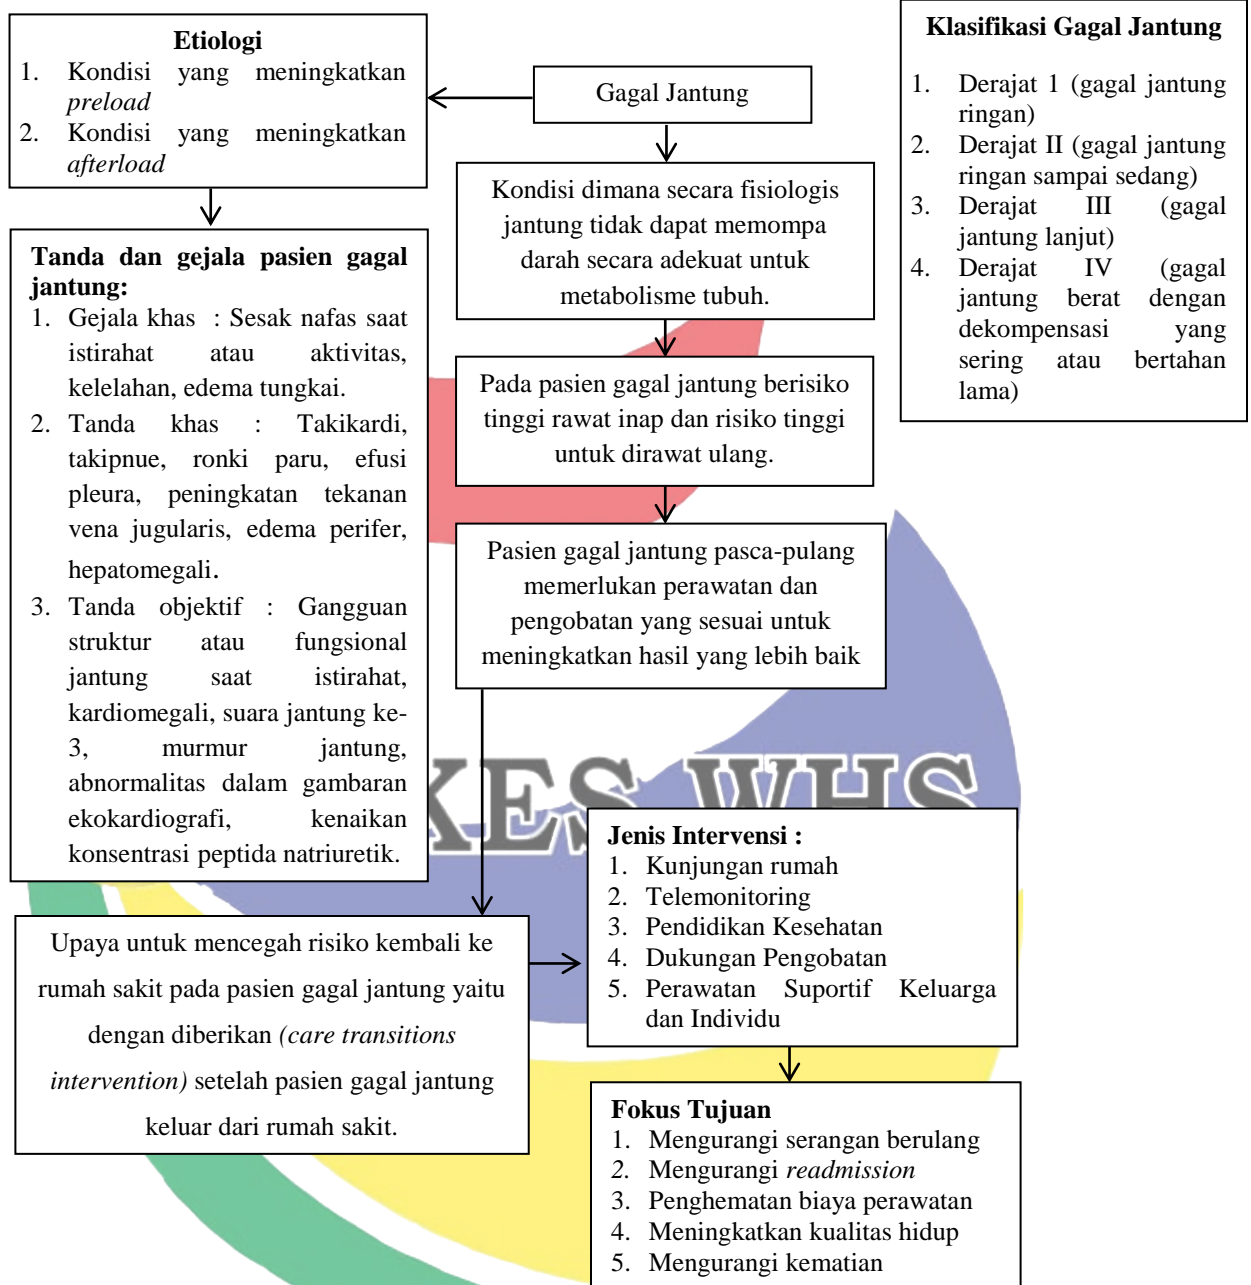 Etiologi
1. Kondisi yang meningkatkan
preload
2. Kondisi yang meningkatkan
afterload
Gagal Jantung
Klasifikasi Gagal Jantung
1. Derajat 1 (gagal jantung
ringan)
2. Derajat II (gagal jantung
ringan sampai sedang)
3. Derajat III (gagal
jantung lanjut)
4. Derajat IV (gagal
jantung berat dengan
dekompensasi yang
sering atau bertahan
lama)
Kondisi dimana secara fisiologis
jantung tidak dapat memompa
darah secara adekuat untuk
metabolisme tubuh.
Tanda dan gejala pasien gagal
jantung:
1. Gejala khas : Sesak nafas saat
istirahat atau aktivitas,
kelelahan, edema tungkai.
2. Tanda khas : Takikardi,
takipnue, ronki paru, efusi
pleura, peningkatan tekanan
vena jugularis, edema perifer,
hepatomegali.
3. Tanda objektif : Gangguan
struktur atau fungsional
jantung saat istirahat,
kardiomegali, suara jantung ke-
3, murmur jantung,
abnormalitas dalam gambaran
ekokardiografi, kenaikan
konsentrasi peptida natriuretik.
Pada pasien gagal jantung berisiko
tinggi rawat inap dan risiko tinggi
untuk dirawat ulang.
Pasien gagal jantung pasca-pulang
memerlukan perawatan dan
pengobatan yang sesuai untuk
meningkatkan hasil yang lebih baik
KES WHS
Upaya untuk mencegah risiko kembali ke
rumah sakit pada pasien gagal jantung yaitu
dengan diberikan (care transitions
intervention) setelah pasien gagal jantung
keluar dari rumah sakit.
Jenis Intervensi :
1. Kunjungan rumah
2. Telemonitoring
3. Pendidikan Kesehatan
4. Dukungan Pengobatan
5. Perawatan Suportif Keluarga
dan Individu
Fokus Tujuan
1. Mengurangi serangan berulang
2. Mengurangi readmission
3. Penghematan biaya perawatan
4. Meningkatkan kualitas hidup
5. Mengurangi kematian